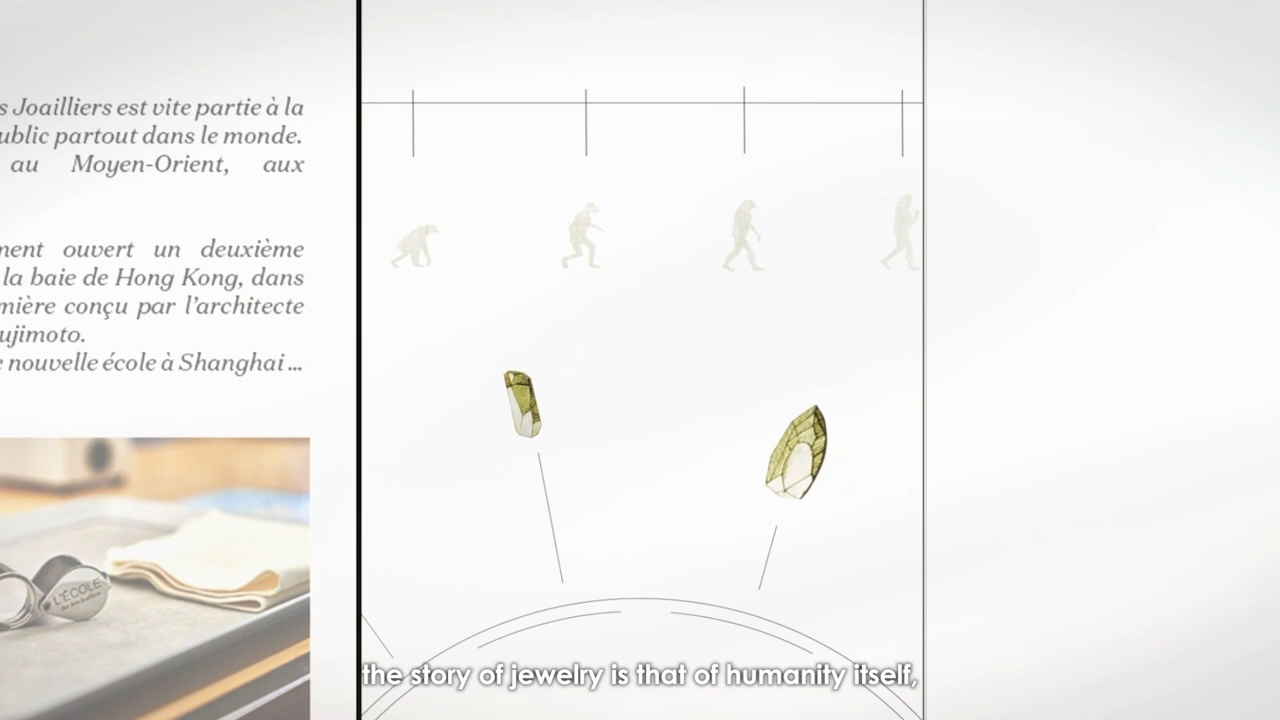 s Joailliers est vite partie à la
ublic partout dans le monde.
au Moyen-Orient, aux
ment ouvert un deuxième
la baie de Hong Kong, dans
mière conçu par l'architecte
ujimoto.
e nouvelle école à Shanghai ...
L'ÉCOLE
the story of jewelry is that of humanity itself,